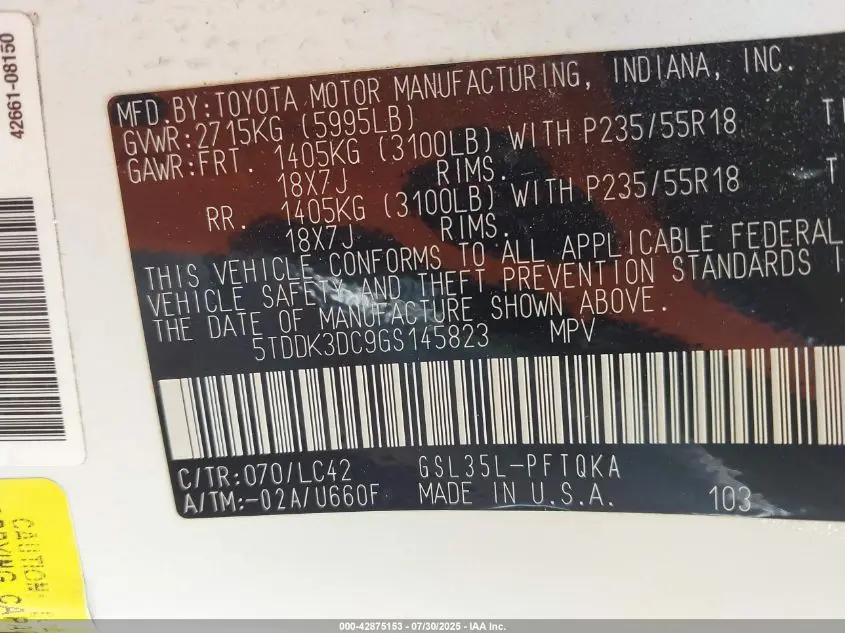 MFD.BY:TOYOTA MOTOR MANUFACTURING, INDIANA, INC.
GVWR:2715KG (5995LB)
GAWR:FRT. 1405KG (3100LB) WITH P235/55R18 TI
18X7J RIMS.
RR. 1405KG (3100LB) WITH P235/55R18 T
18X7J RIMS.
THIS VEHICLE CONFORMS TO ALL APPLICABLE FEDERAL
VEHICLE SAFETY AND THEFT PREVENTION STANDARDS I
THE DATE OF MANUFACTURE SHOWN ABOVE.
5TDDK3DC9GS145823 MPV
C/TR:070/LC42 GSL35L-PFTQKA
A/TM:-02A/U660F MADE IN U.S.A. 103
42661-08150
CAUTION
000-42875153 - 07/30/2025 - IAA Inc.